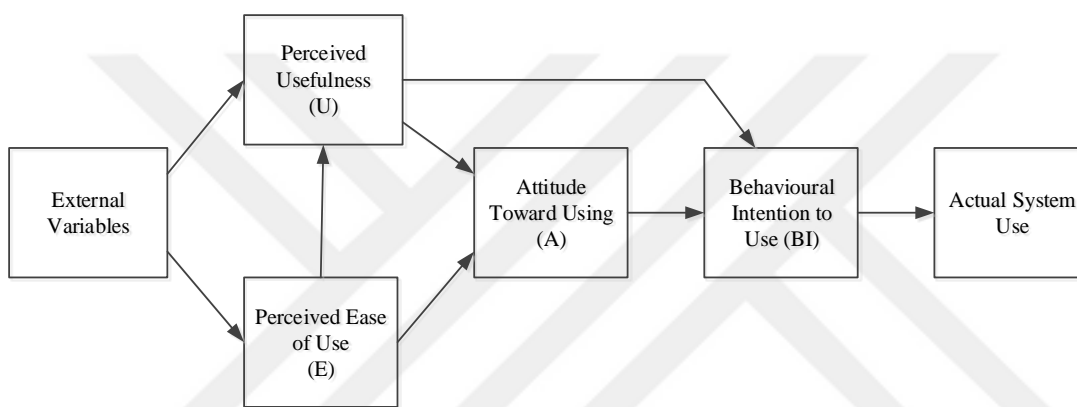 Perceived
Usefulness
(U)
External
Variables
Attitude
Toward Using
(A)
Behavioural
Intention to
Use (BI)
Actual System
Use
Perceived Ease
of Use
(E)